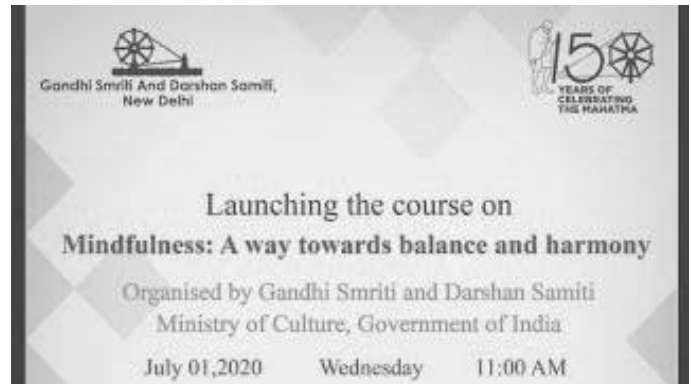 Gandhi Smriti And Darshan Samiti,
New Delhi
150
YEARS OF
CELEBRATING
THE MAHATMA
Launching the course on
Mindfulness: A way towards balance and harmony
Organised by Gandhi Smriti and Darshan Samiti
Ministry of Culture, Government of India
July 01,2020 Wednesday 11:00 AM